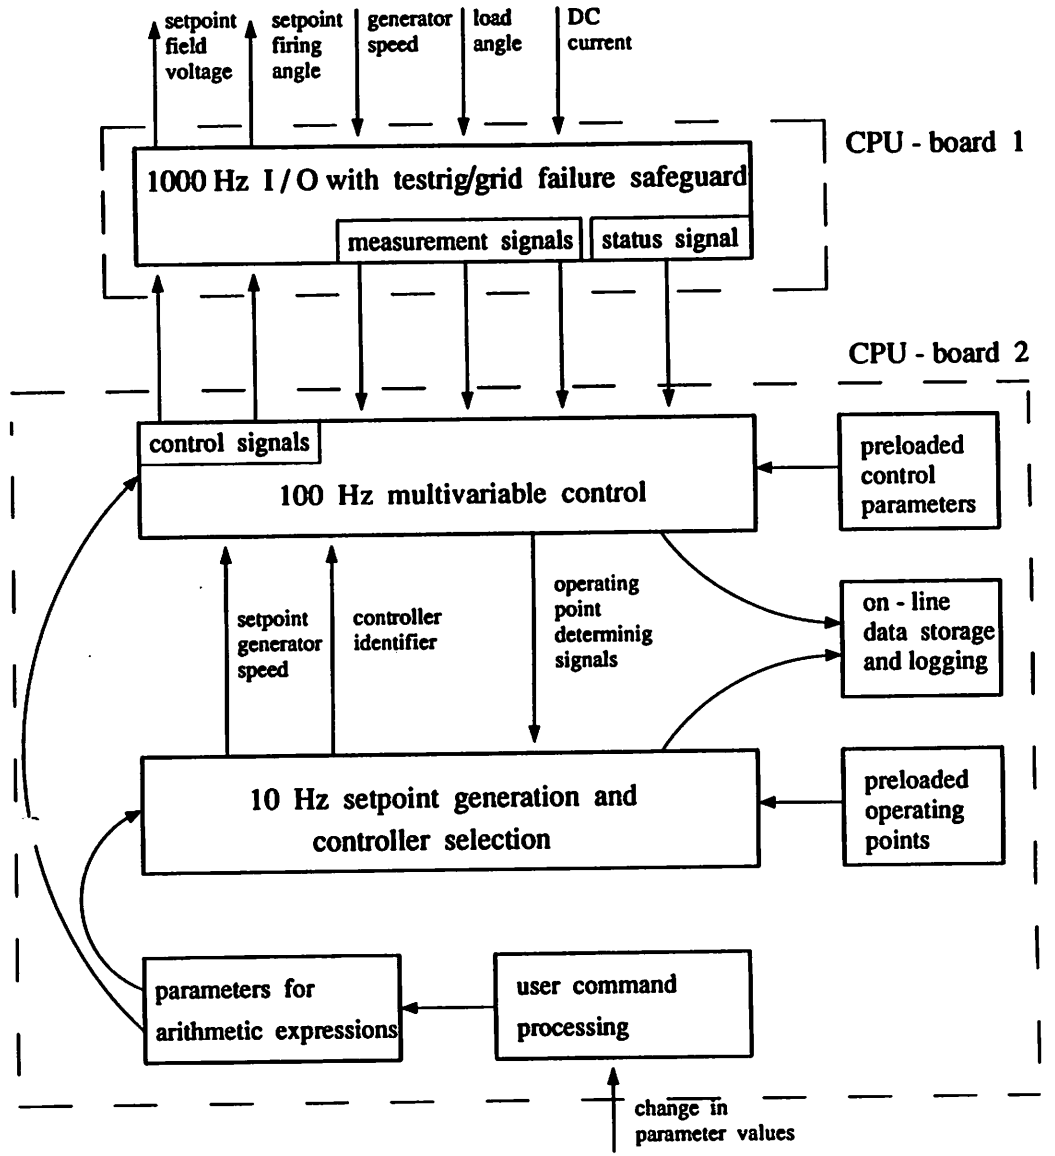 setpoint
field
voltage
setpoint
firing
angle
generator
speed
load
angle
DC
current
CPU - board 1
1000 Hz I / O with testrig/grid failure safeguard
measurement signals
status signal
CPU - board 2
control signals
100 Hz multivariable control
preloaded
control
parameters
setpoint
generator
speed
controller
identifier
operating
point
determinig
signals
on - line
data storage
and logging
10 Hz setpoint generation and
controller selection
preloaded
operating
points
parameters for
arithmetic expressions
user command
processing
change in
parameter values